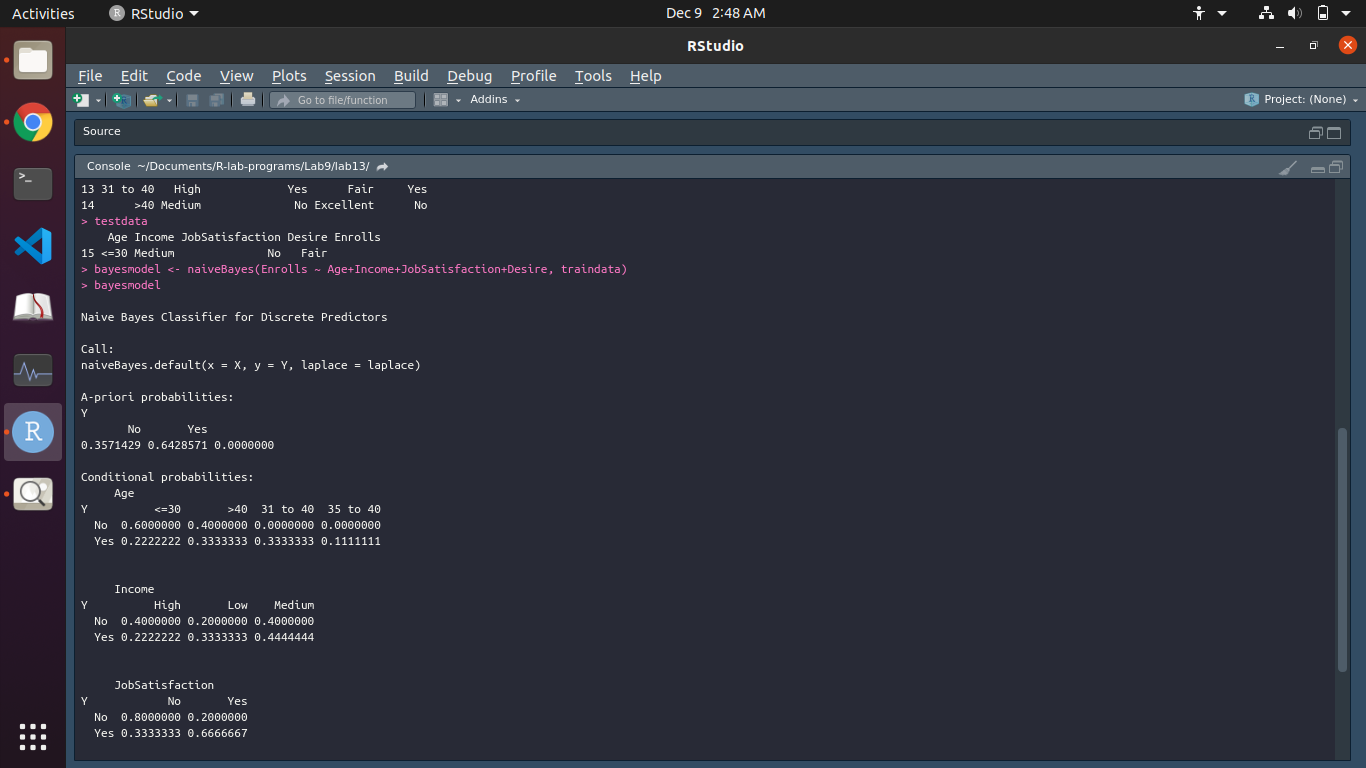 Activities RStudio Dec 9 2:48 AM
RStudio
File Edit Code View Plots Session Build Debug Profile Tools Help
Go to file/function Addins Project: (None)
Source
Console ~/Documents/R-lab-programs/Lab9/lab13/
13 31 to 40 High Yes Fair Yes
14 >40 Medium No Excellent No
> testdata
Age Income JobSatisfaction Desire Enrolls
15 <=30 Medium No Fair
> bayesmodel <- naiveBayes(Enrolls ~ Age+Income+JobSatisfaction+Desire, traindata)
> bayesmodel
Naive Bayes Classifier for Discrete Predictors
Call:
naiveBayes.default(x = X, y = Y, laplace = laplace)
A-priori probabilities:
Y
No Yes
0.3571429 0.6428571 0.0000000
Conditional probabilities:
Age
Y <=30 >40 31 to 40 35 to 40
No 0.6000000 0.4000000 0.0000000 0.0000000
Yes 0.2222222 0.3333333 0.3333333 0.1111111
Income
Y High Low Medium
No 0.4000000 0.2000000 0.4000000
Yes 0.2222222 0.3333333 0.4444444
JobSatisfaction
Y No Yes
No 0.8000000 0.2000000
Yes 0.3333333 0.6666667